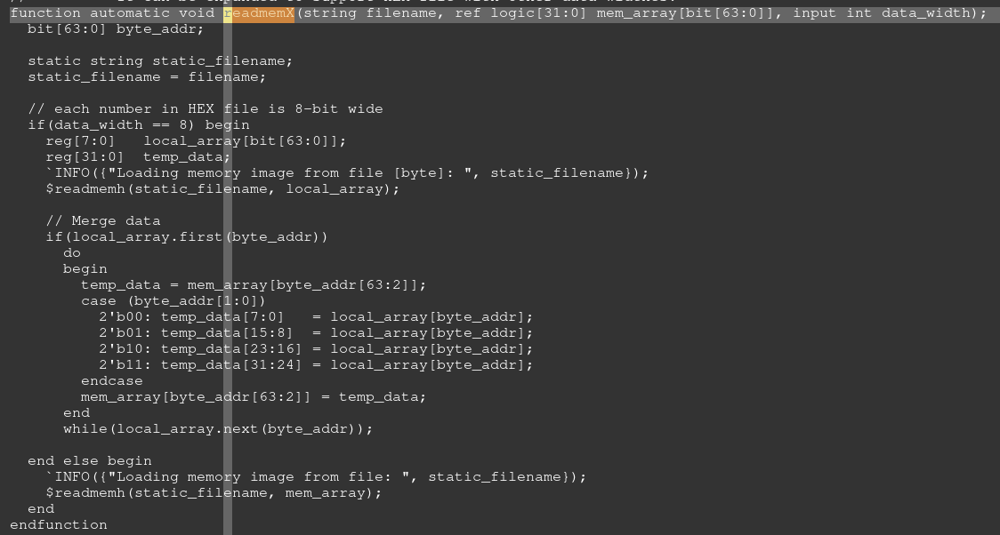 function automatic void readmemX(string filename, ref logic[31:0] mem_array[bit[63:0]], input int data_width);
  bit[63:0] byte_addr;

  static string static_filename;
  static_filename = filename;

  // each number in HEX file is 8-bit wide
  if(data_width == 8) begin
    reg[7:0]   local_array[bit[63:0]];
    reg[31:0]  temp_data;
    `INFO({"Loading memory image from file [byte]: ", static_filename});
    $readmemh(static_filename, local_array);

    // Merge data
    if(local_array.first(byte_addr))
      do
      begin
        temp_data = mem_array[byte_addr[63:2]];
        case (byte_addr[1:0])
          2'b00: temp_data[7:0]   = local_array[byte_addr];
          2'b01: temp_data[15:8]  = local_array[byte_addr];
          2'b10: temp_data[23:16] = local_array[byte_addr];
          2'b11: temp_data[31:24] = local_array[byte_addr];
        endcase
        mem_array[byte_addr[63:2]] = temp_data;
      end
      while(local_array.next(byte_addr));

  end else begin
    `INFO({"Loading memory image from file: ", static_filename});
    $readmemh(static_filename, mem_array);
  end
endfunction